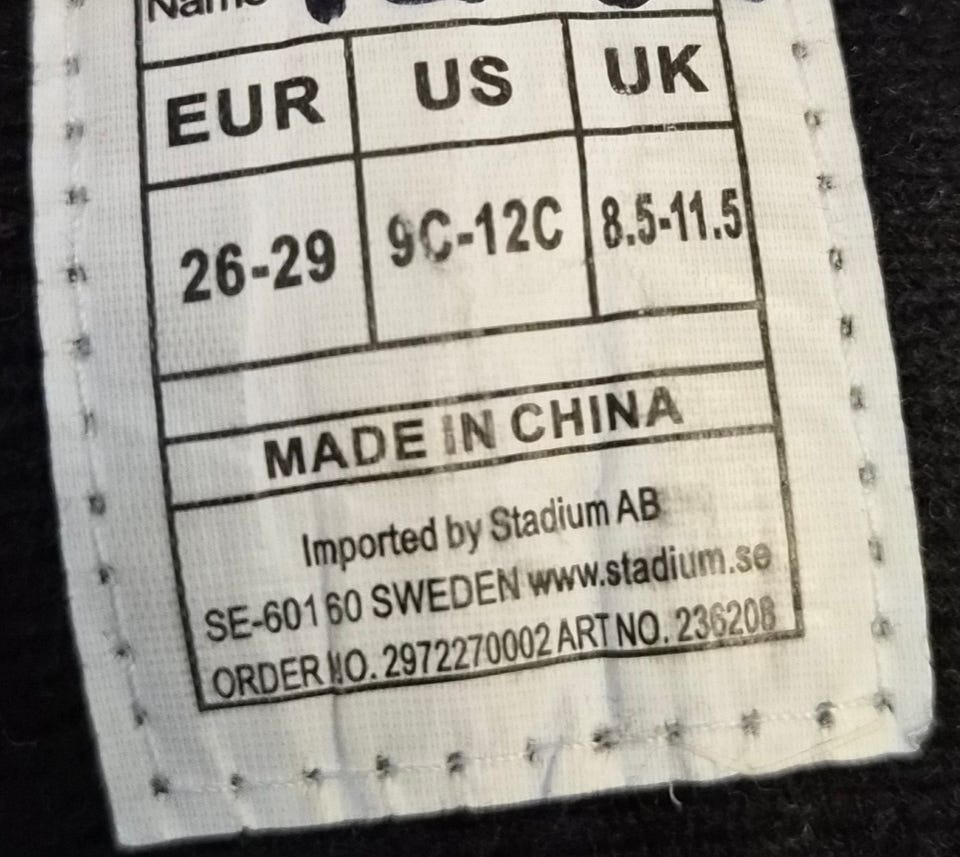 Name
EUR US UK
26-29 9C-12C 8.5-11.5
MADE IN CHINA
Imported by Stadium AB
SE-601 60 SWEDEN www.stadium.se
ORDER NO. 2972270002 ART NO. 236208